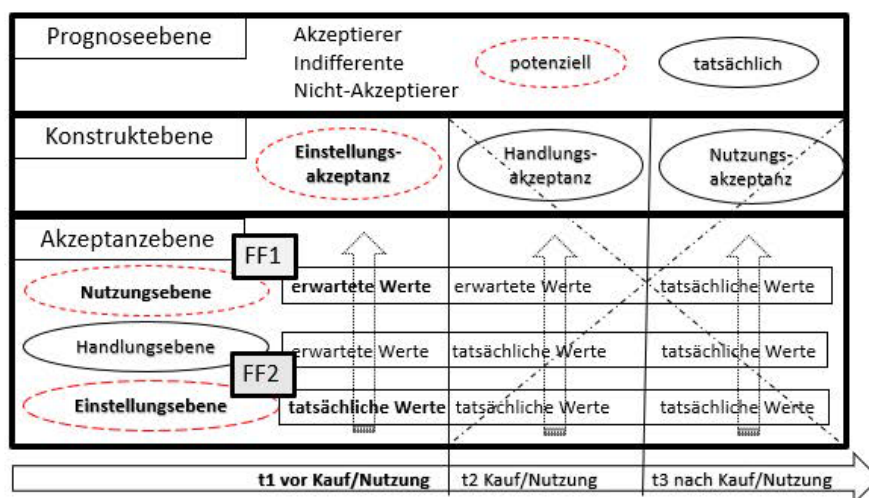 Prognoseebene
Akzeptierer
Indifferente
Nicht-Akzeptierer
potenziell
tatsächlich
Konstruktebene
Einstellungs-
akzeptanz
Handlungs-
akzeptanz
Nutzungs-
akzeptanz
Akzeptanzebene
FF1
Nutzungsebene
erwartete Werte
erwartete Werte
tatsächliche Werte
Handlungsebene
erwartete Werte
tatsächliche Werte
tatsächliche Werte
FF2
Einstellungsebene
tatsächliche Werte
tatsächliche Werte
tatsächliche Werte
t1 vor Kauf/Nutzung
t2 Kauf/Nutzung
t3 nach Kauf/Nutzung